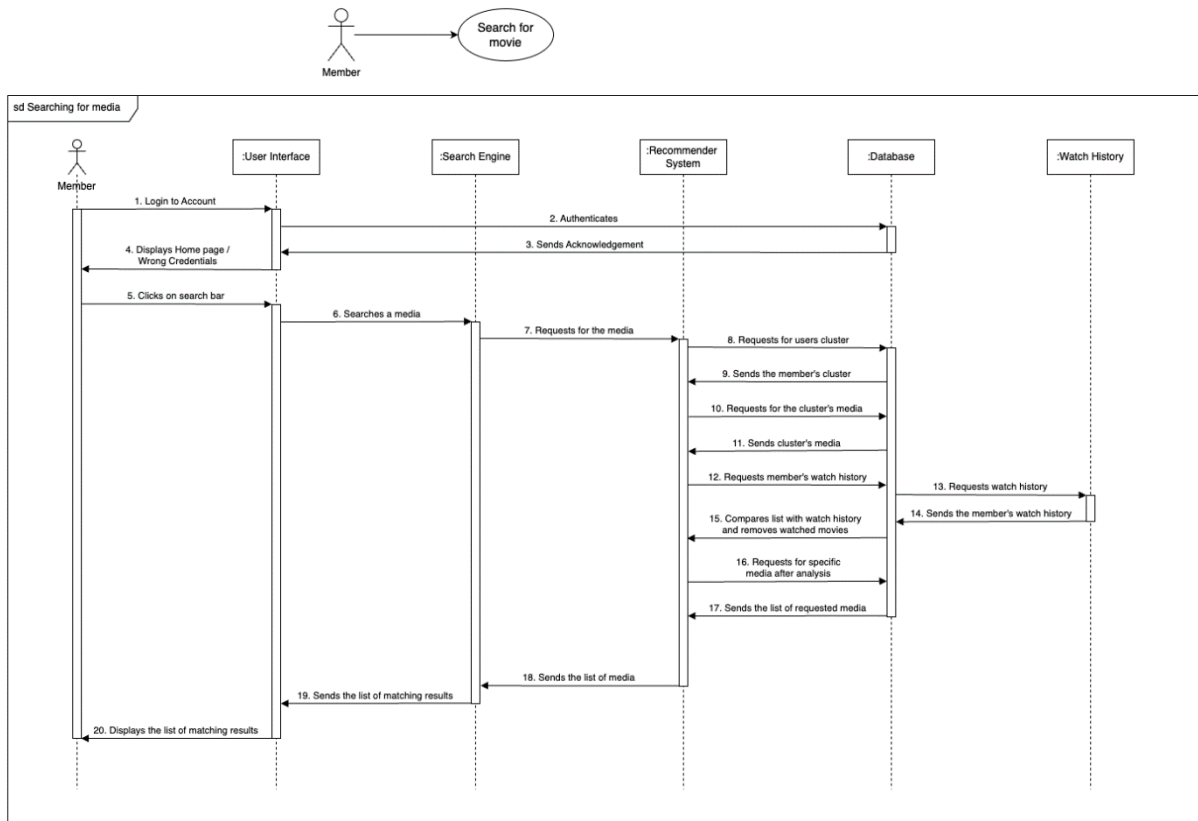 Search for
movie
Member
sd Searching for media
Member
:User Interface
:Search Engine
:Recommender
System
:Database
:Watch History
1. Login to Account
2. Authenticates
3. Sends Acknowledgement
4. Displays Home page /
Wrong Credentials
5. Clicks on search bar
6. Searches a media
7. Requests for the media
8. Requests for users cluster
9. Sends the member's cluster
10. Requests for the cluster's media
11. Sends cluster's media
12. Requests member's watch history
13. Requests watch history
14. Sends the member's watch history
15. Compares list with watch history
and removes watched movies
16. Requests for specific
media after analysis
17. Sends the list of requested media
18. Sends the list of media
19. Sends the list of matching results
20. Displays the list of matching results